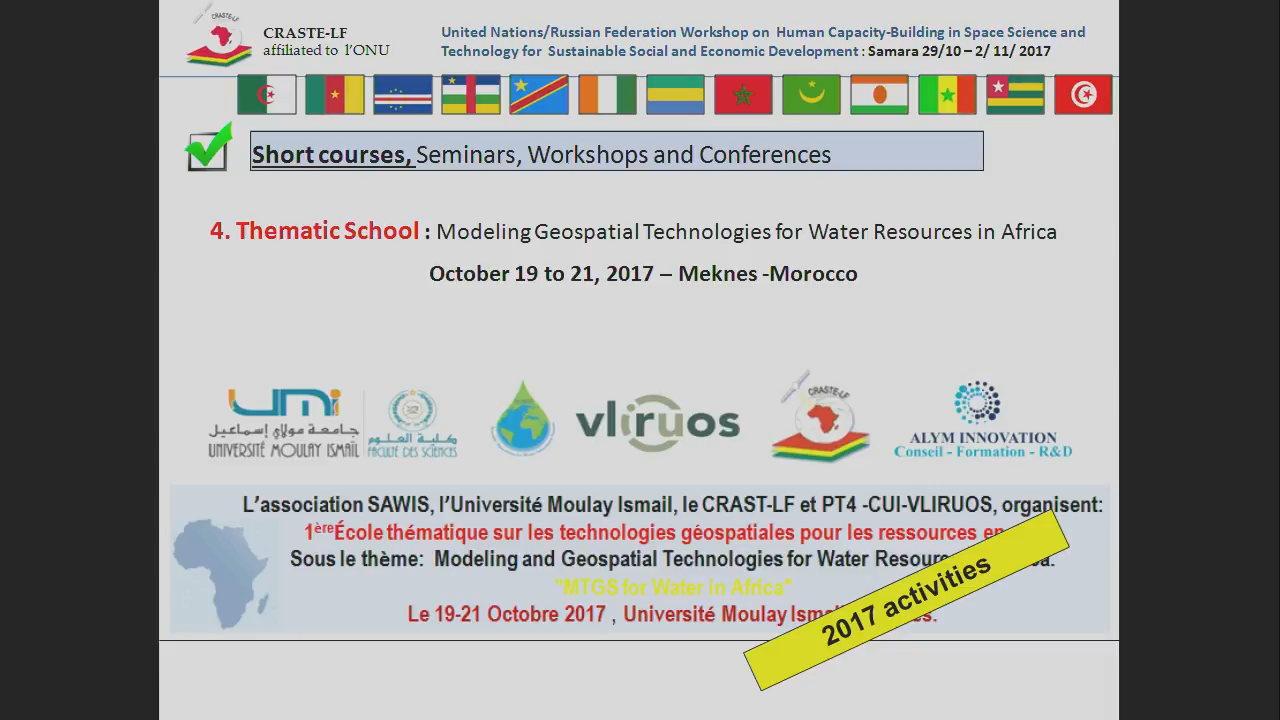 CRASTE-LF
CRASTE-LF
affiliated to l'ONU
United Nations/Russian Federation Workshop on Human Capacity-Building in Space Science and
Technology for Sustainable Social and Economic Development : Samara 29/10 – 2/ 11/ 2017
Short courses, Seminars, Workshops and Conferences
4. Thematic School : Modeling Geospatial Technologies for Water Resources in Africa
October 19 to 21, 2017 – Meknes -Morocco
umi
جامعة مولاي إسماعيل
UNIVERSITÉ MOULAY ISMAÏL
كلية العلوم
FACULTÉ DES SCIENCES
vliruos
CRASTE-LF
ALYM INNOVATION
Conseil - Formation - R&D
L'association SAWIS, l'Université Moulay Ismail, le CRAST-LF et PT4 -CUI-VLIRUOS, organisent:
1ère École thématique sur les technologies géospatiales pour les ressources en
Sous le thème: Modeling and Geospatial Technologies for Water
"MTGS for Water in Africa"
Le 19-21 Octobre 2017 , Université Moulay
2017 activities